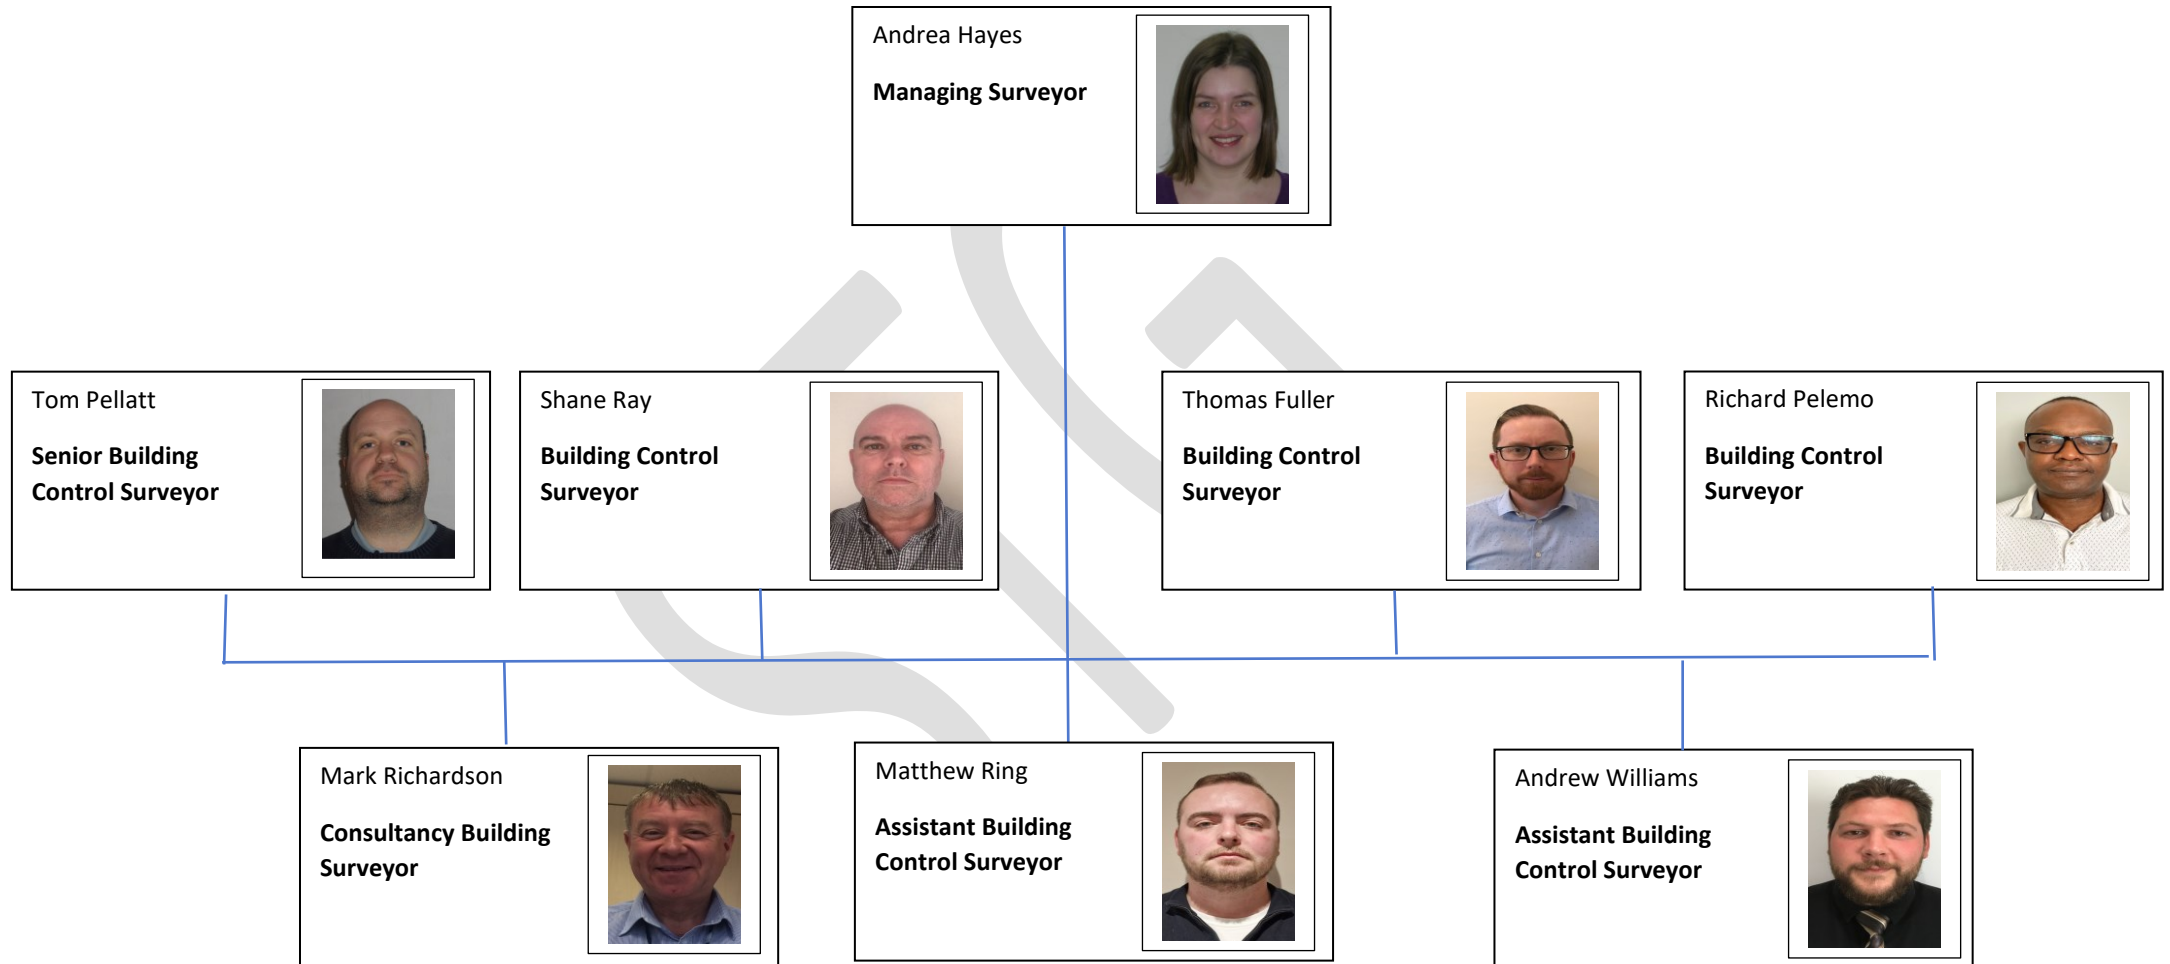 Andrea Hayes
Managing Surveyor
Tom Pellatt
Senior Building
Control Surveyor
Shane Ray
Building Control
Surveyor
Thomas Fuller
Building Control
Surveyor
Richard Pelemo
Building Control
Surveyor
Mark Richardson
Consultancy Building
Surveyor
Matthew Ring
Assistant Building
Control Surveyor
Andrew Williams
Assistant Building
Control Surveyor